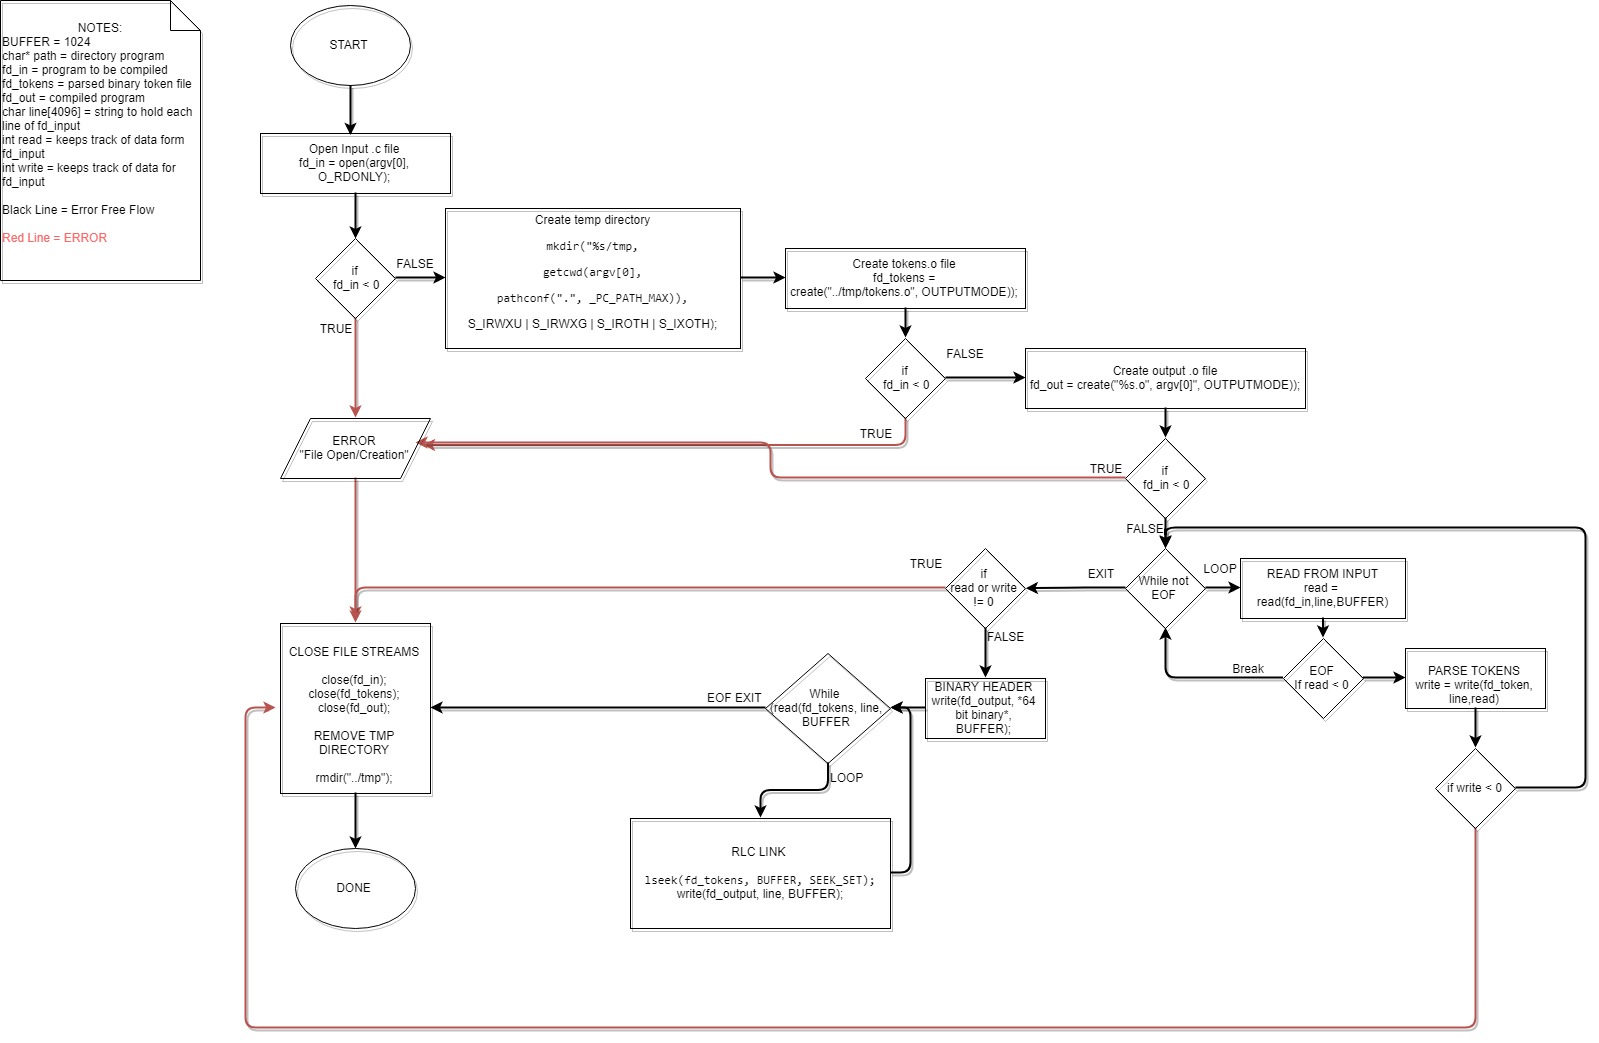 NOTES:
BUFFER = 1024
char* path = directory program
fd_in = program to be compiled
fd_tokens = parsed binary token file
fd_out = compiled program
char line[4096] = string to hold each
line of fd_input
int read = keeps track of data form
fd_input
int write = keeps track of data for
fd_input
Black Line = Error Free Flow
Red Line = ERROR
START
Open Input .c file
fd_in = open(argv[0],
O_RDONLY);
if
fd_in < 0
FALSE
TRUE
Create temp directory
mkdir("%s/tmp,
getcwd(argv[0],
pathconf(".", _PC_PATH_MAX)),
S_IRWXU | S_IRWXG | S_IROTH | S_IXOTH);
Create tokens.o file
fd_tokens =
create("../tmp/tokens.o", OUTPUTMODE));
if
fd_in < 0
FALSE
TRUE
Create output .o file
fd_out = create("%s.o", argv[0]", OUTPUTMODE));
if
fd_in < 0
TRUE
FALSE
ERROR
"File Open/Creation"
While not
EOF
LOOP
EXIT
READ FROM INPUT
read =
read(fd_in,line,BUFFER)
EOF
If read < 0
Break
PARSE TOKENS
write = write(fd_token,
line,read)
if write < 0
if
read or write
!= 0
TRUE
FALSE
BINARY HEADER
write(fd_output, *64
bit binary*,
BUFFER);
While
(read(fd_tokens, line,
BUFFER
EOF EXIT
LOOP
RLC LINK
lseek(fd_tokens, BUFFER, SEEK_SET);
write(fd_output, line, BUFFER);
CLOSE FILE STREAMS
close(fd_in);
close(fd_tokens);
close(fd_out);
REMOVE TMP
DIRECTORY
rmdir("../tmp");
DONE